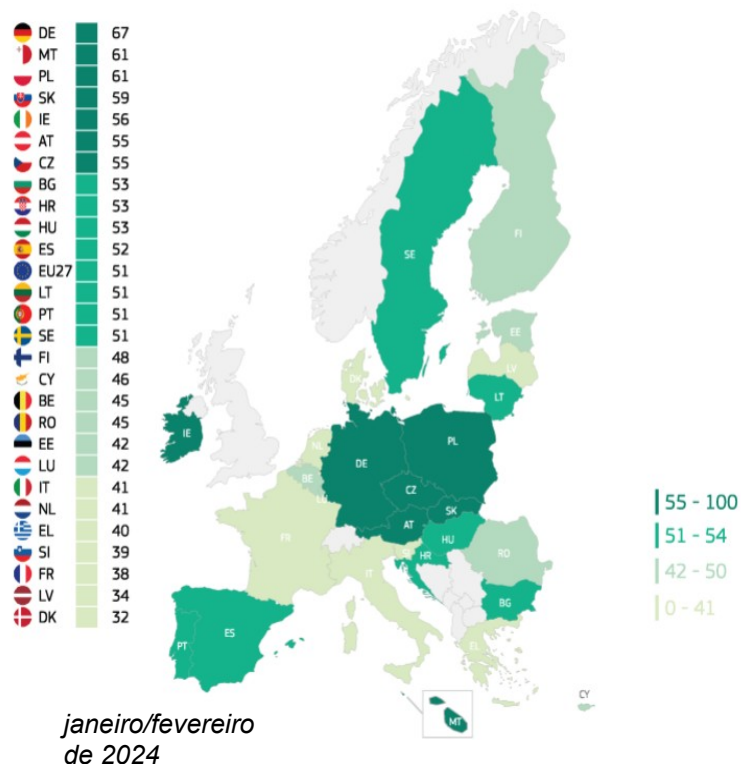 DE 67
MT 61
PL 61
SK 59
IE 56
AT 55
CZ 55
BG 53
HR 53
HU 53
ES 52
EU27 51
LT 51
PT 51
SE 51
FI 48
CY 46
BE 45
RO 45
EE 42
LU 42
IT 41
NL 41
EL 40
SI 39
FR 38
LV 34
DK 32
FI
SE
EE
LV
DK
LT
IE
NL
PL
DE
BE
CZ
SK
AT
HU
FR
SI
HR
RO
IT
BG
ES
PT
EL
CY
MT
55 - 100
51 - 54
42 - 50
0 - 41
janeiro/fevereiro
de 2024